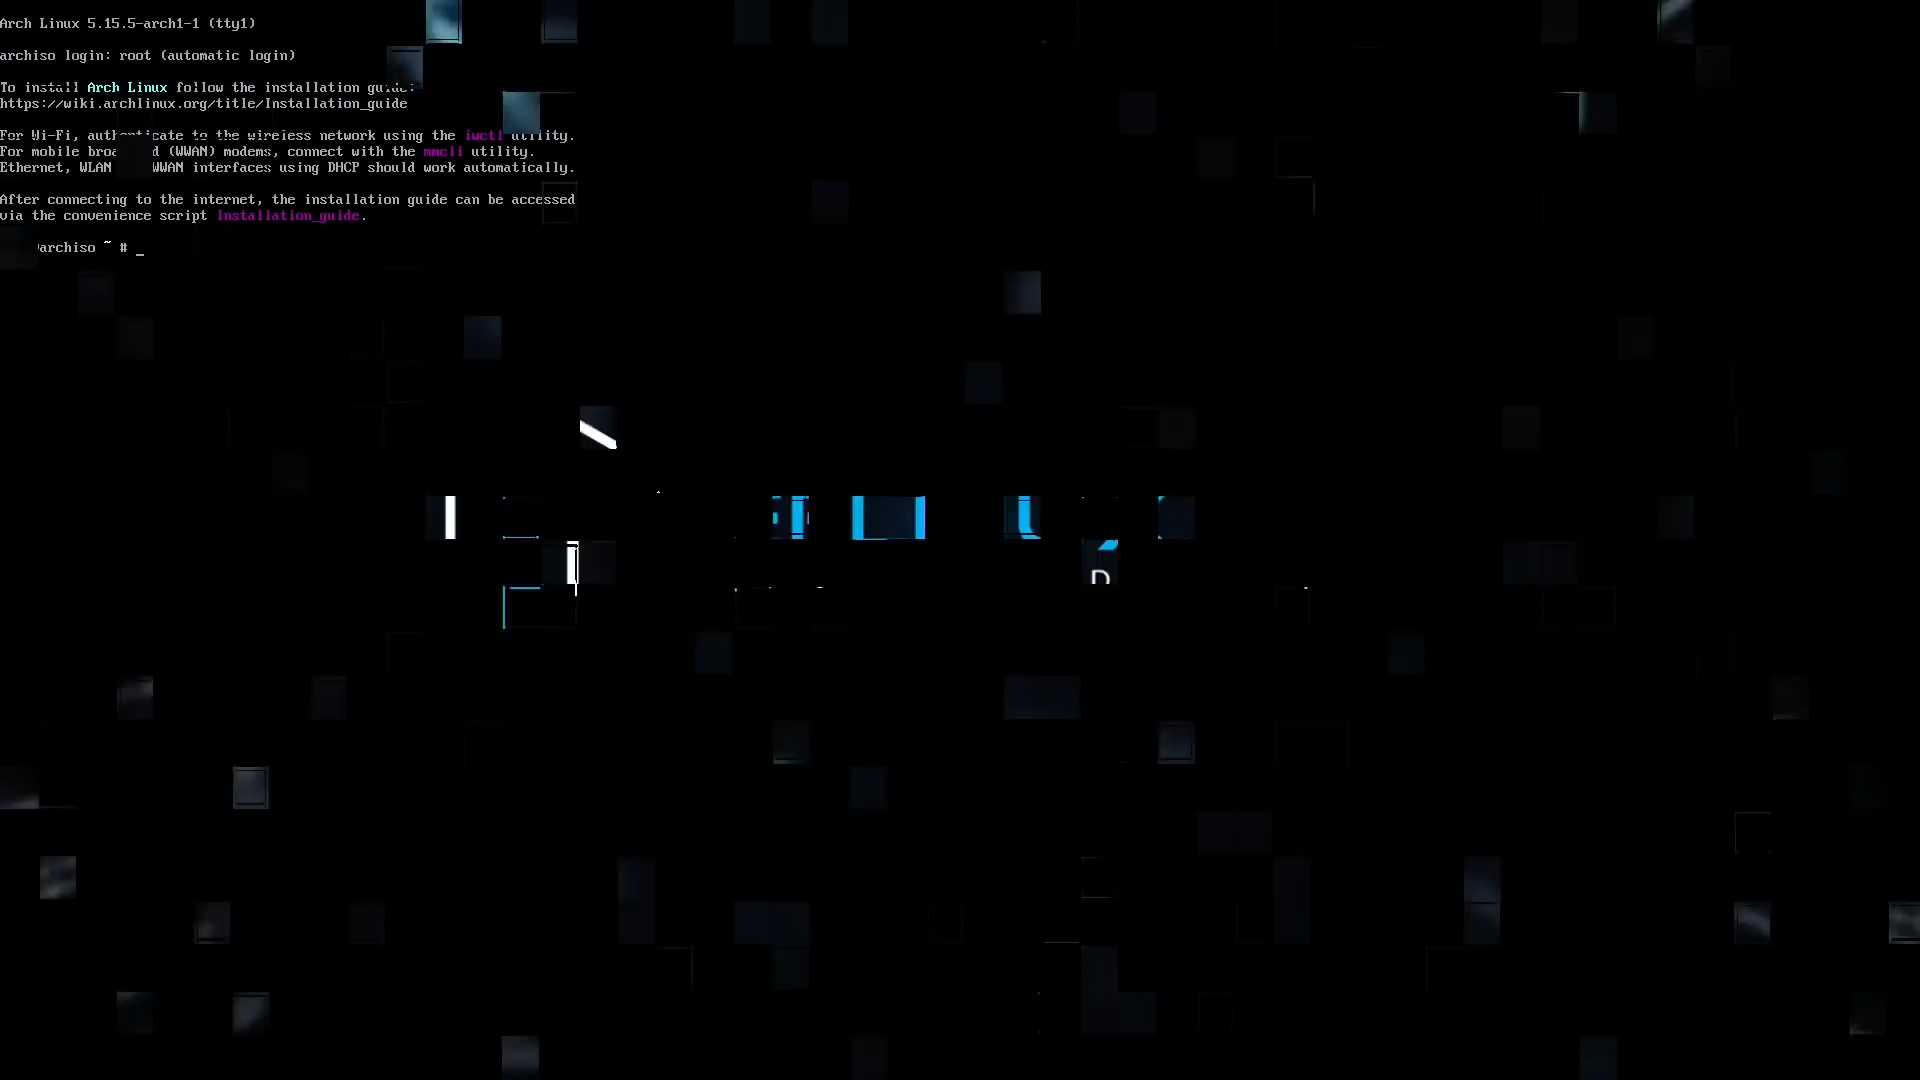 Arch Linux 5.15.5-arch1-1 (tty1)
archiso login: root (automatic login)
To install Arch Linux follow the installation guide:
https://wiki.archlinux.org/title/Installation_guide
For Wi-Fi, authenticate to the wireless network using the iwctl utility.
For mobile broa d (WWAN) modems, connect with the mmcli utility.
Ethernet, WLAN WWAN interfaces using DHCP should work automatically.
After connecting to the internet, the installation guide can be accessed
via the convenience script Installation_guide.
archiso ~ # _
D